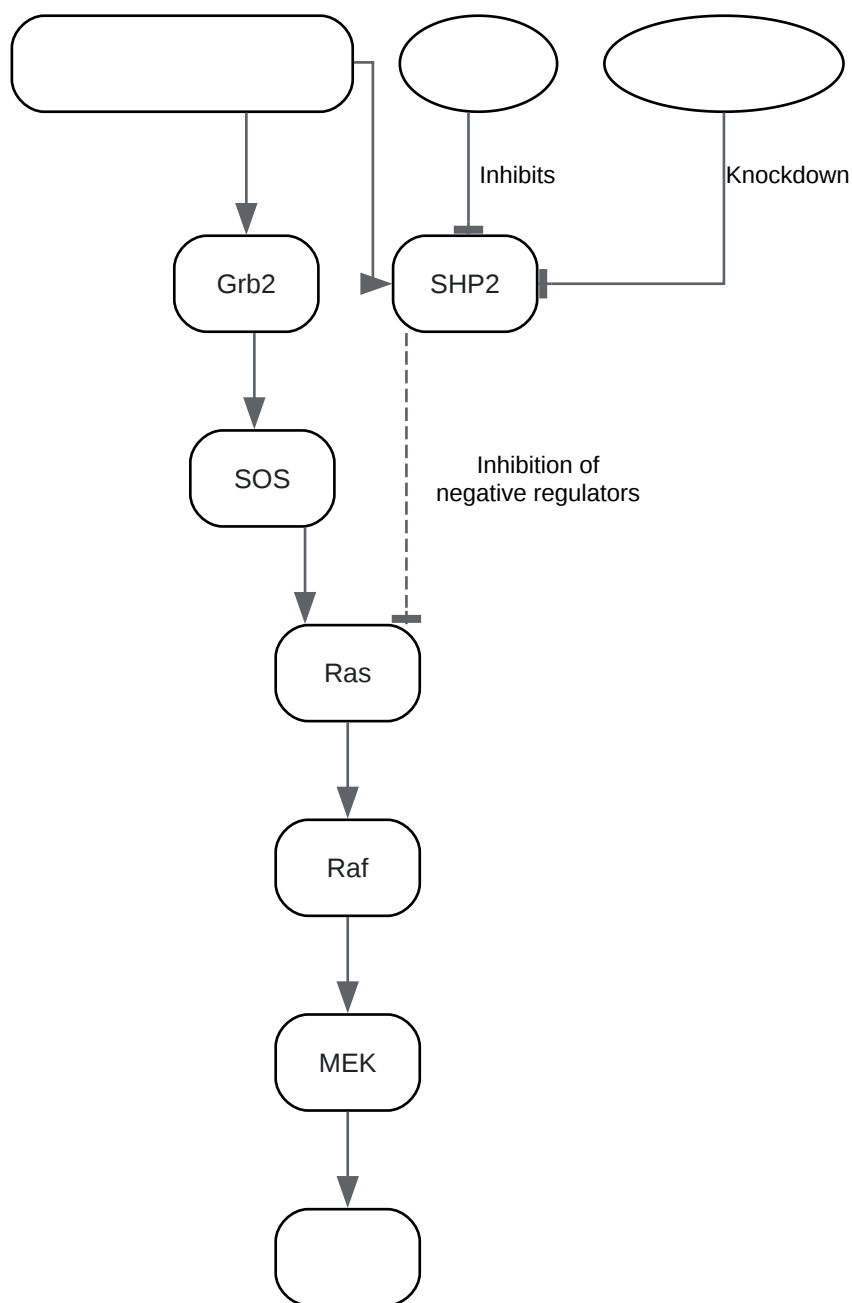 Inhibits
Knockdown
Grb2
SHP2
SOS
Inhibition of
negative regulators
Ras
Raf
MEK